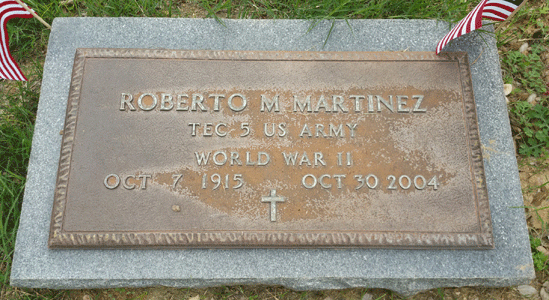 ROBERTO M MARTINEZ
TEC 5 US ARMY
WORLD WAR II
OCT 7 1915 OCT 30 2004